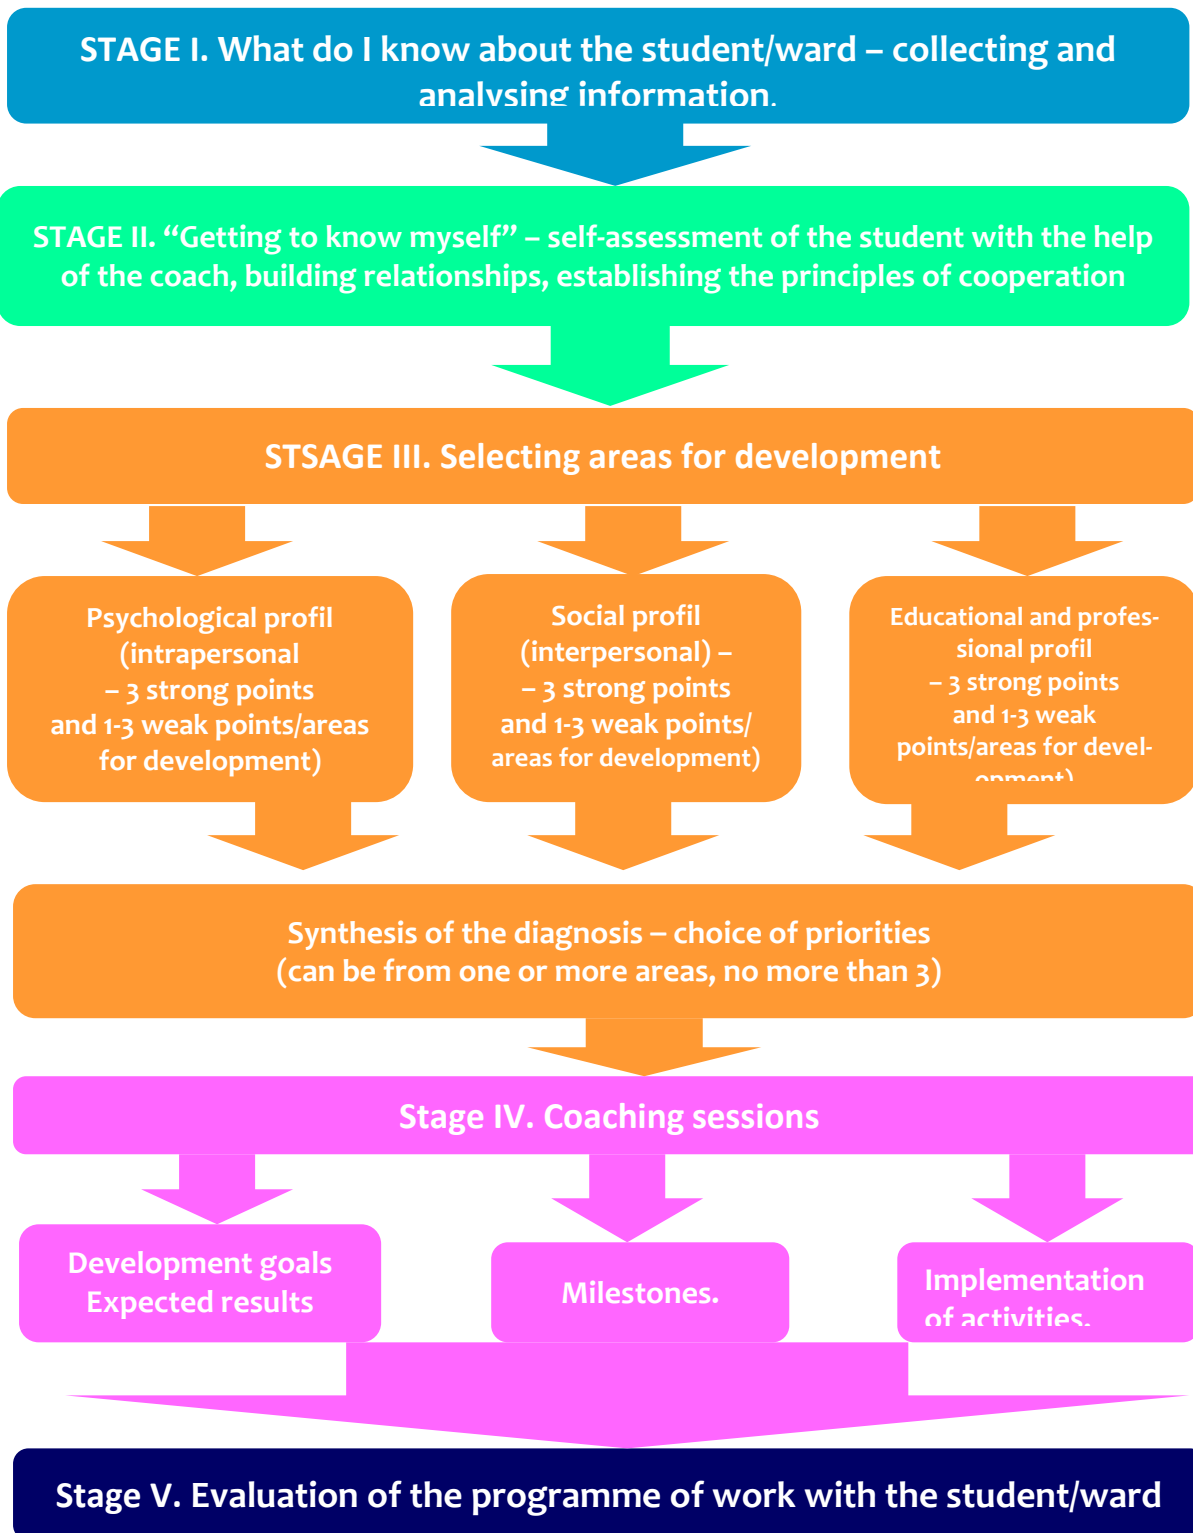 STAGE I. What do I know about the student/ward – collecting and
analysing information.
STAGE II. “Getting to know myself” – self-assessment of the student with the help
of the coach, building relationships, establishing the principles of cooperation
STSAGE III. Selecting areas for development
Psychological profil
(intrapersonal
– 3 strong points
and 1-3 weak points/areas
for development)
Social profil
(interpersonal) –
– 3 strong points
and 1-3 weak points/
areas for development)
Educational and profes-
sional profil
– 3 strong points
and 1-3 weak
points/areas for devel-
opment)
Synthesis of the diagnosis – choice of priorities
(can be from one or more areas, no more than 3)
Stage IV. Coaching sessions
Development goals
Expected results
Milestones.
Implementation
of activities.
Stage V. Evaluation of the programme of work with the student/ward